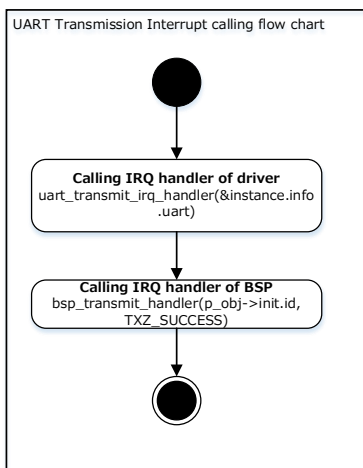 UART Transmission Interrupt calling flow chart
Calling IRQ handler of driver
uart_transmit_irq_handler(&instance.info
.uart)
Calling IRQ handler of BSP
bsp_transmit_handler(p_obj->init.id,
TXZ_SUCCESS)